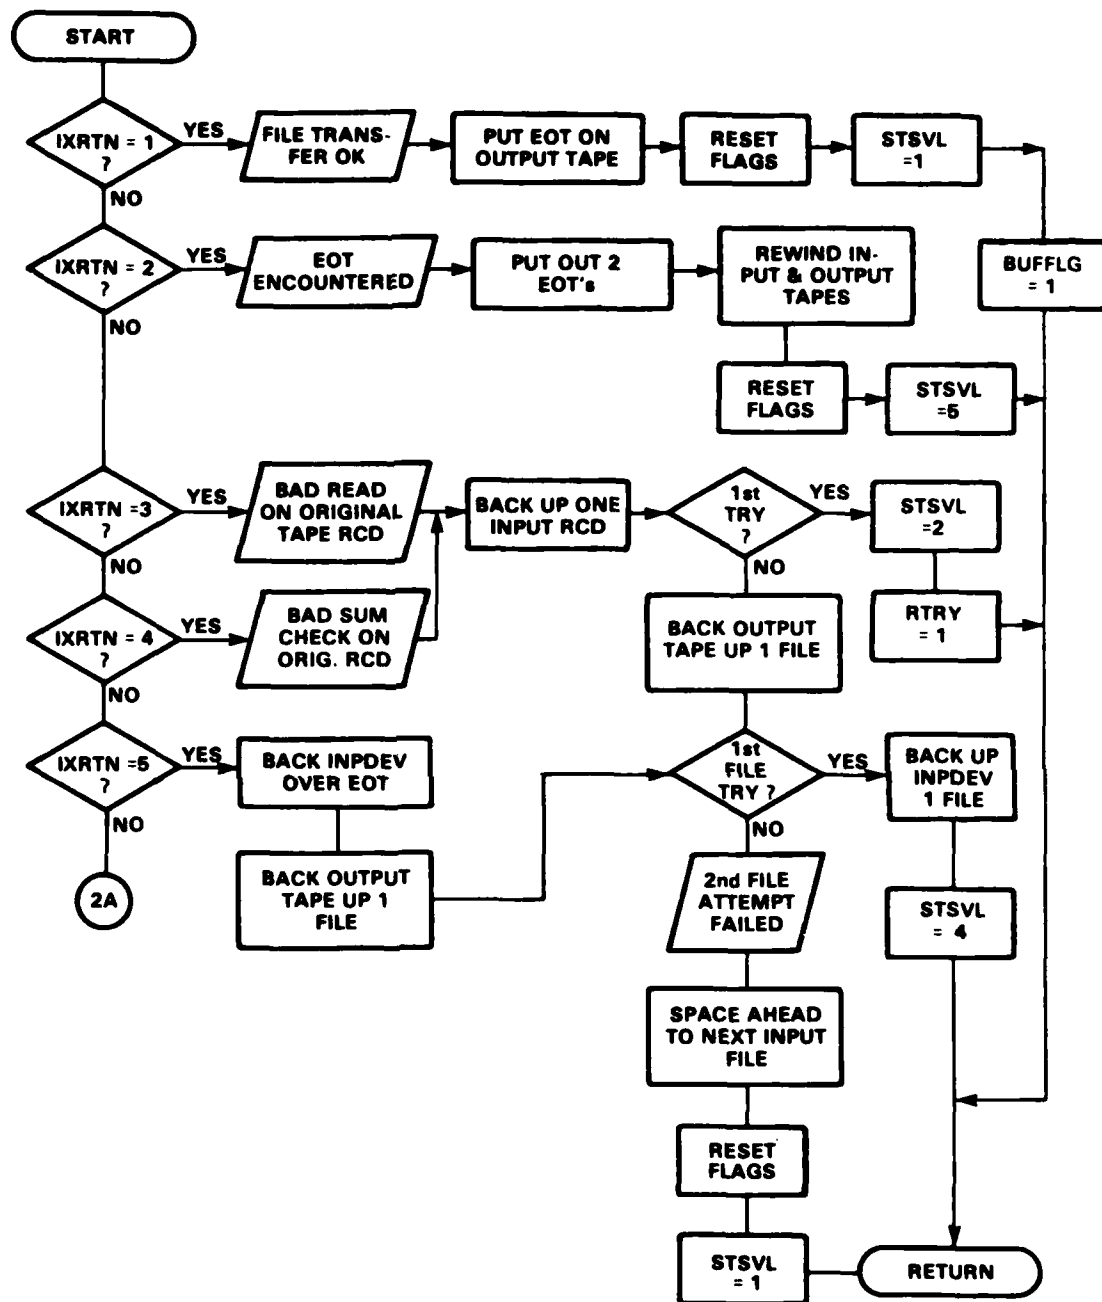 START
IXRTN = 1
?
YES
NO
FILE TRANS-
FER OK
PUT EOT ON
OUTPUT TAPE
RESET
FLAGS
STSVL
=1
BUFFLG
= 1
IXRTN = 2
?
YES
NO
EOT
ENCOUNTERED
PUT OUT 2
EOT's
REWIND IN-
PUT & OUTPUT
TAPES
RESET
FLAGS
STSVL
=5
IXRTN =3
?
YES
NO
BAD READ
ON ORIGINAL
TAPE RCD
BACK UP ONE
INPUT RCD
1st
TRY
?
YES
NO
STSVL
=2
RTRY
= 1
IXRTN = 4
?
YES
NO
BAD SUM
CHECK ON
ORIG. RCD
BACK OUTPUT
TAPE UP 1 FILE
IXRTN =5
?
YES
NO
BACK INPDEV
OVER EOT
BACK OUTPUT
TAPE UP 1
FILE
2A
1st
FILE
TRY ?
YES
NO
BACK UP
INPDEV
1 FILE
STSVL
= 4
2nd FILE
ATTEMPT
FAILED
SPACE AHEAD
TO NEXT INPUT
FILE
RESET
FLAGS
STSVL
= 1
RETURN